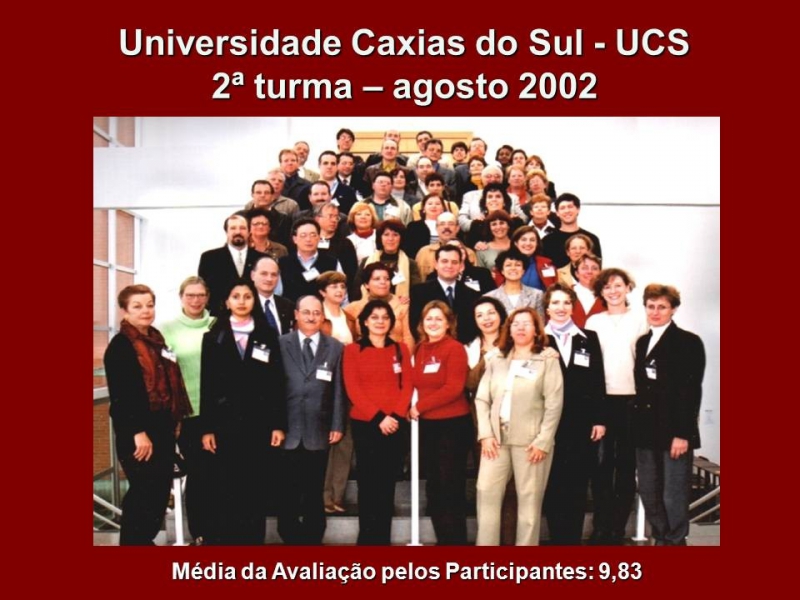 Universidade Caxias do Sul - UCS
2ª turma – agosto 2002
Média da Avaliação pelos Participantes: 9,83